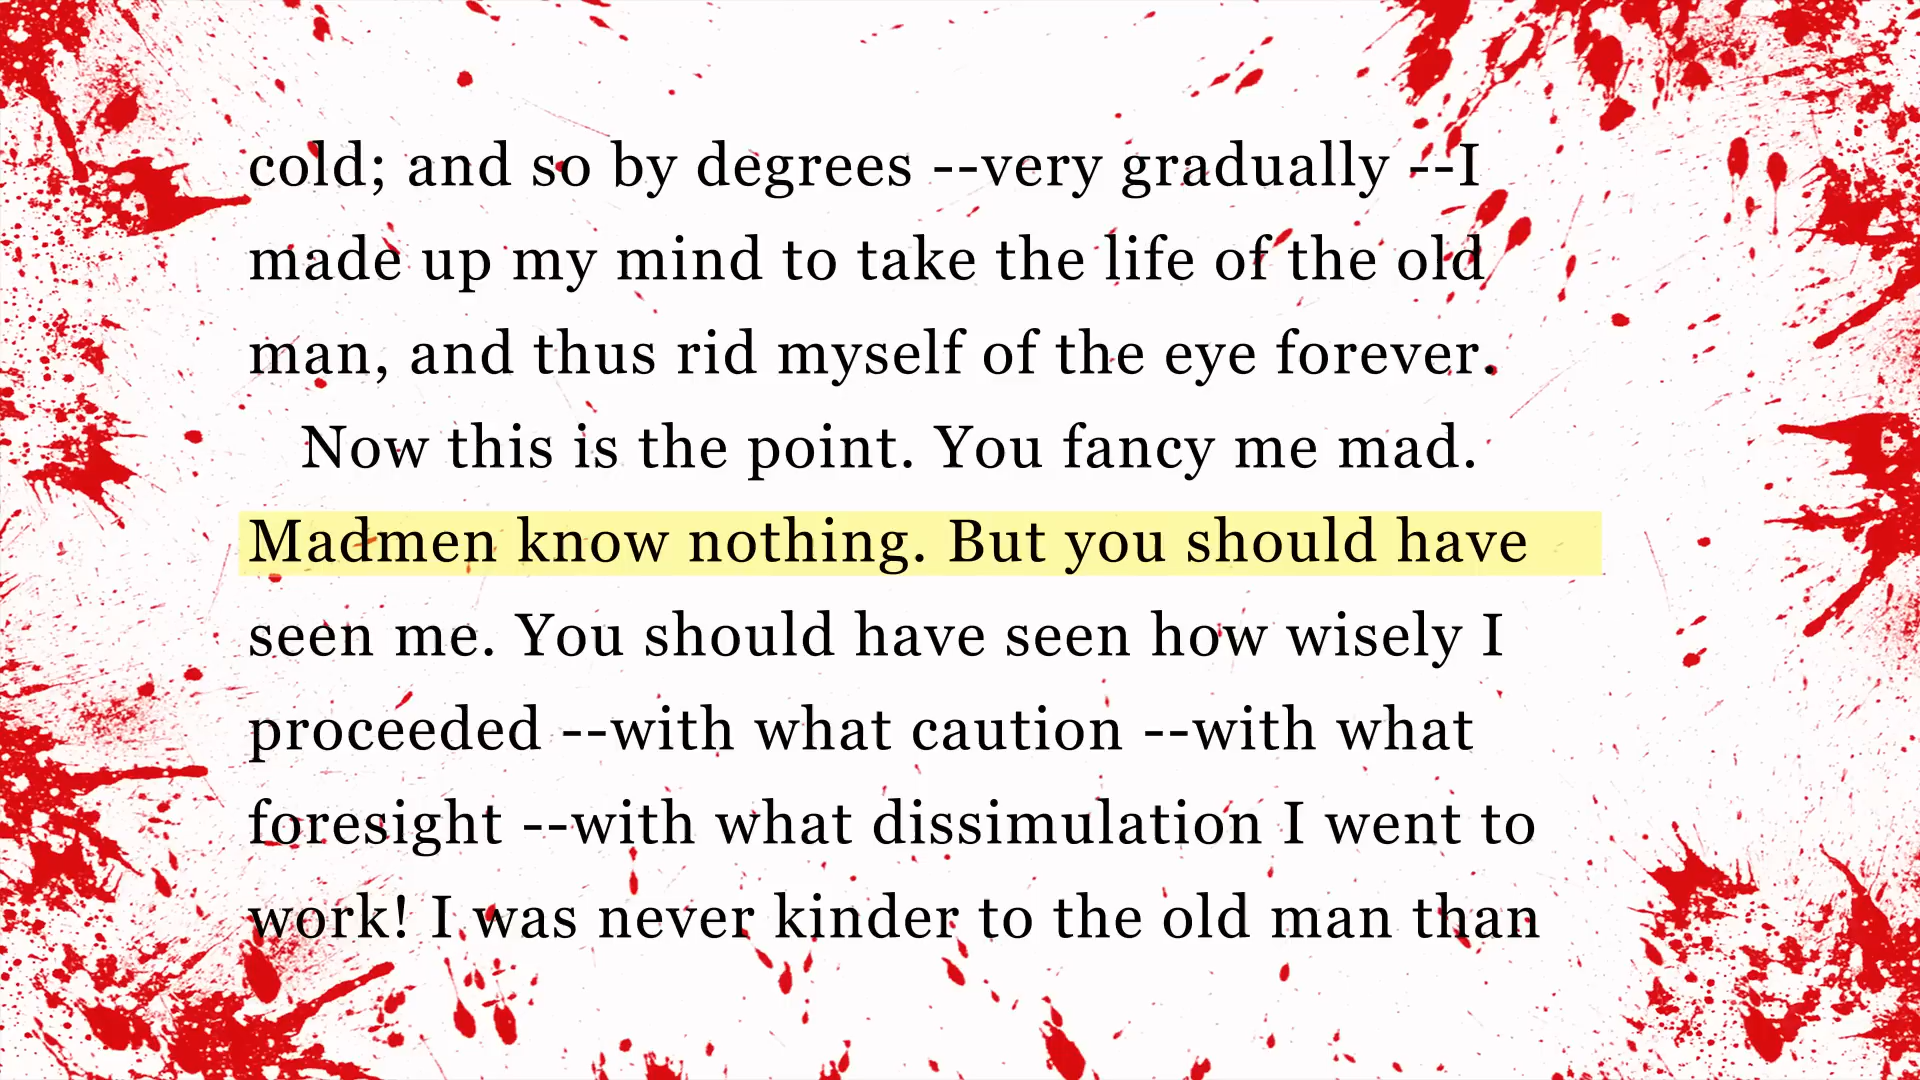 cold; and so by degrees --very gradually --I
made up my mind to take the life of the old
man, and thus rid myself of the eye forever.
Now this is the point. You fancy me mad.
Madmen know nothing. But you should have
seen me. You should have seen how wisely I
proceeded --with what caution --with what
foresight --with what dissimulation I went to
work! I was never kinder to the old man than